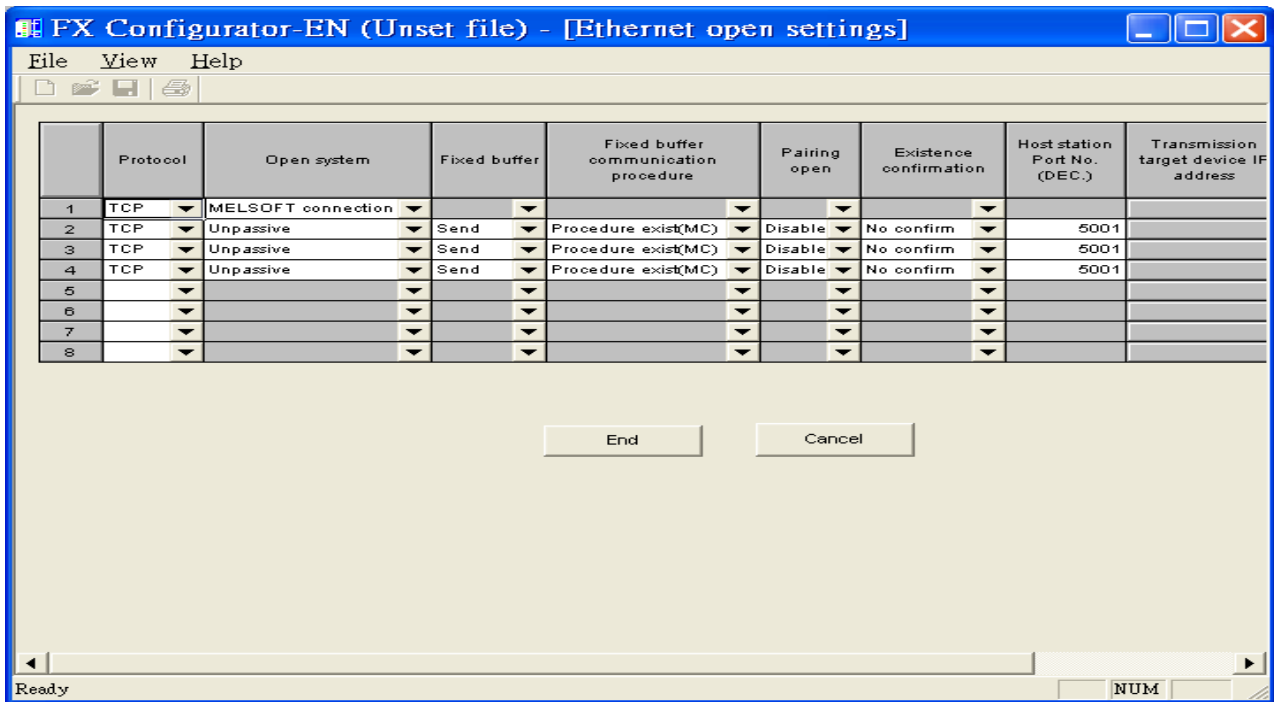 FX Configurator-EN (Unset file) - [Ethernet open settings]
File View Help
Protocol Open system Fixed buffer Fixed buffer communication procedure Pairing open Existence confirmation Host station Port No. (DEC.) Transmission target device IP address
1 TCP MELSOFT connection
2 TCP Unpassive Send Procedure exist(MC) Disable No confirm 5001
3 TCP Unpassive Send Procedure exist(MC) Disable No confirm 5001
4 TCP Unpassive Send Procedure exist(MC) Disable No confirm 5001
5
6
7
8
End Cancel
Ready NUM